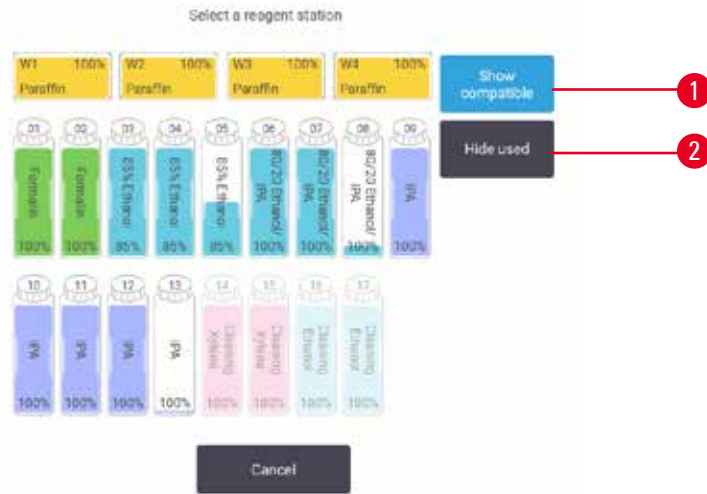 Select a reagent station
W1 100%
Paraffin
W2 100%
Paraffin
W3 100%
Paraffin
W4 100%
Paraffin
Show
compatible
1
Hide used
2
01
Formalin
100%
02
Formalin
100%
03
85% Ethanol
85%
04
85% Ethanol
85%
05
85% Ethanol
85%
06
80/20 Ethanol/
IPA
100%
07
80/20 Ethanol/
IPA
100%
08
80/20 Ethanol/
IPA
100%
09
IPA
100%
10
IPA
100%
11
IPA
100%
12
IPA
100%
13
IPA
100%
14
Cleaning
Xylene
100%
15
Cleaning
Xylene
100%
16
Cleaning
Ethanol
100%
17
Cleaning
Ethanol
100%
Cancel